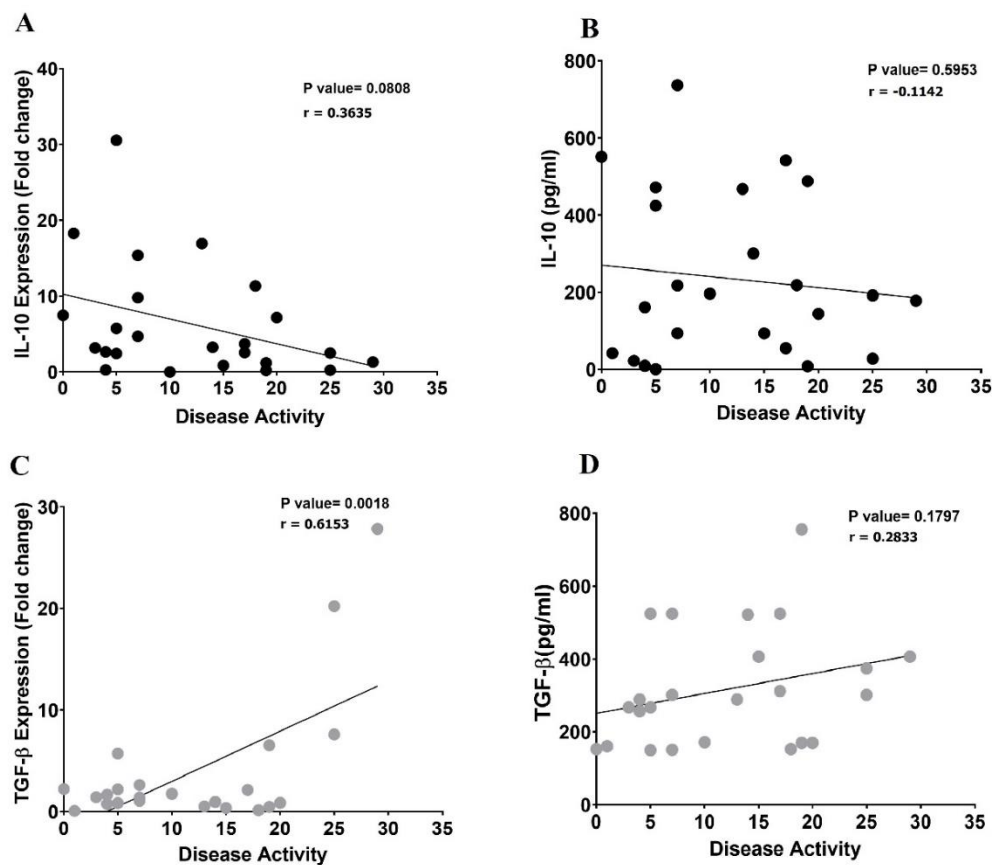 A
IL-10 Expression (Fold change)
40
30
20
10
0
P value= 0.0808
r = 0.3635
0 5 10 15 20 25 30 35
Disease Activity
B
IL-10 (pg/ml)
800
600
400
200
0
P value= 0.5953
r = -0.1142
0 5 10 15 20 25 30 35
Disease Activity
C
TGF-β Expression (Fold change)
30
20
10
0
P value= 0.0018
r = 0.6153
0 5 10 15 20 25 30 35
Disease Activity
D
TGF-β(pg/ml)
800
600
400
200
0
P value= 0.1797
r = 0.2833
0 5 10 15 20 25 30 35
Disease Activity